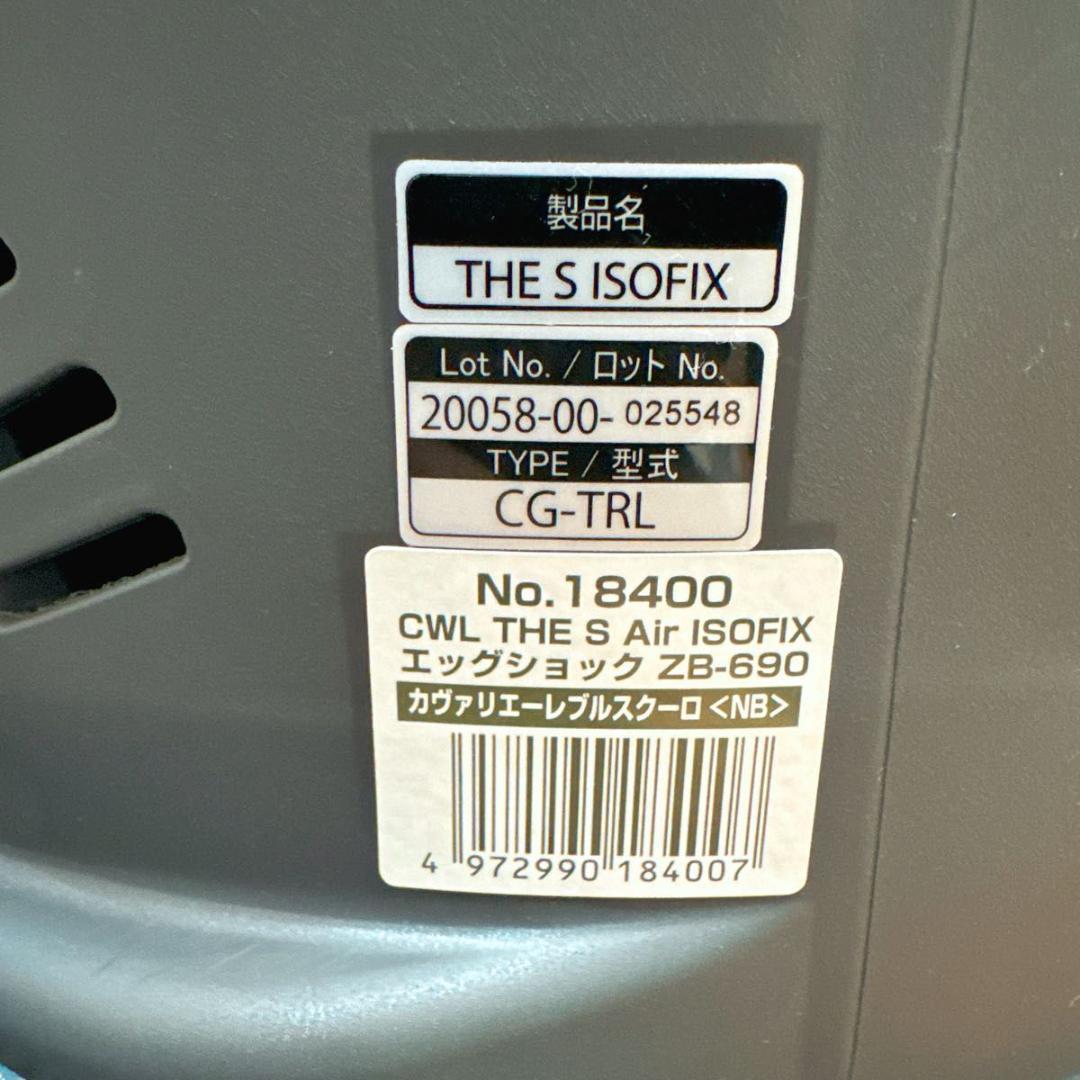 製品名
THE S ISOFIX
Lot No. / ロット No.
20058-00- 025548
TYPE / 型式
CG-TRL
No.18400
CWL THE S Air ISOFIX
エッグショック ZB-690
カヴァリエーレブルスクーロ<NB>
4 972990 184007